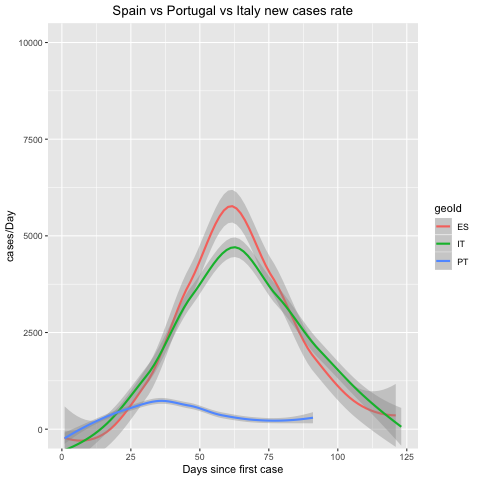 Spain vs Portugal vs Italy new cases rate
10000
7500
5000
2500
0
cases/Day
0 25 50 75 100 125
Days since first case
geoId
ES
IT
PT